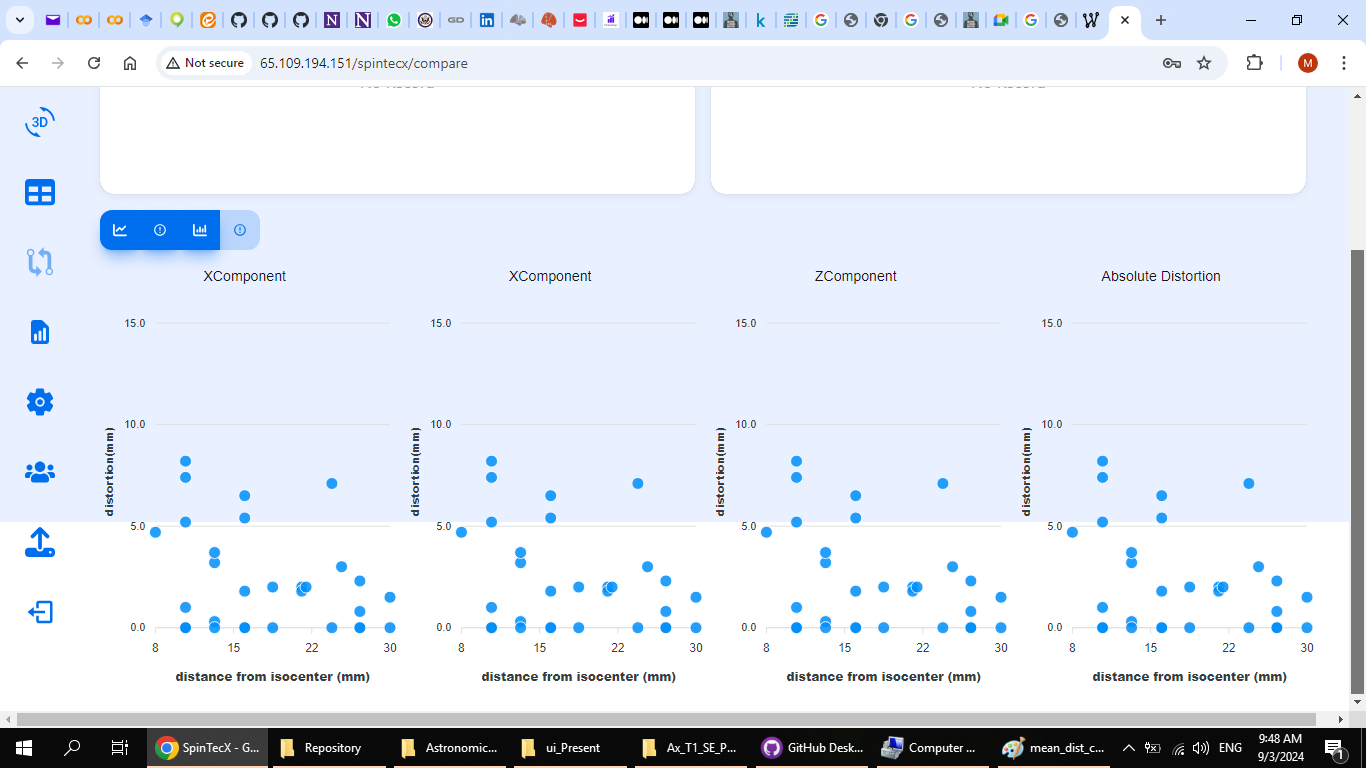 Not secure 65.109.194.151/spintecx/compare
M
3D
No Record No Record
XComponent XComponent ZComponent Absolute Distortion
15.0 15.0 15.0 15.0
10.0 10.0 10.0 10.0
distortion(mm) distortion(mm) distortion(mm) distortion(mm)
5.0 5.0 5.0 5.0
0.0 0.0 0.0 0.0
8 15 22 30 8 15 22 30 8 15 22 30 8 15 22 30
distance from isocenter (mm) distance from isocenter (mm) distance from isocenter (mm) distance from isocenter (mm)
SpinTecX - G... Repository Astronomic... ui_Present Ax_T1_SE_P... GitHub Desk... Computer ... mean_dist_c... ENG 9:48 AM
9/3/2024
1